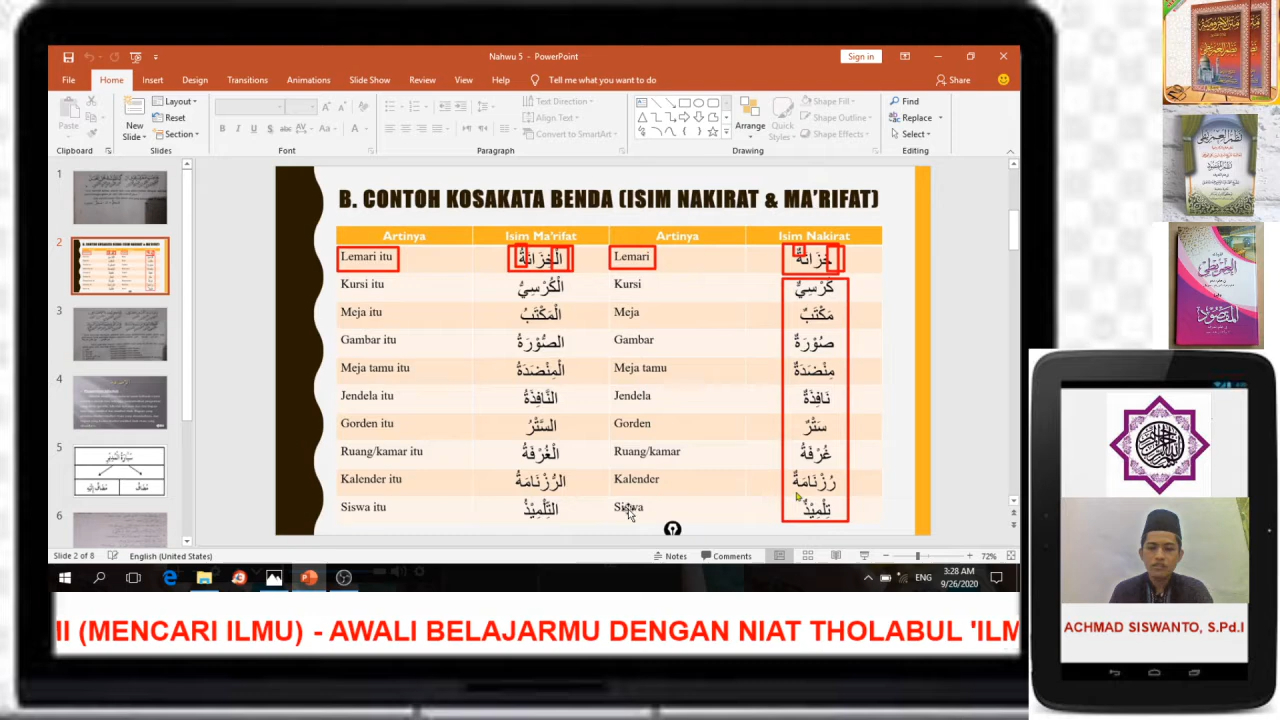 Nahwu 5 - PowerPoint
Sign in
File Home Insert Design Transitions Animations Slide Show Review View Help Tell me what you want to do Share
Paste
New Slide
Layout
Reset
Section
Text Direction
Align Text
Convert to SmartArt
Arrange
Quick Styles
Shape Fill
Shape Outline
Shape Effects
Find
Replace
Select
Clipboard Slides Font Paragraph Drawing Editing
1
2
3
4
5
6
B. CONTOH KOSAKATA BENDA (ISIM NAKIRAT & MA'RIFAT)
Artinya Isim Ma'rifat Artinya Isim Nakirat
Lemari itu الْخِزَانَةُ Lemari خِزَانَةٌ
Kursi itu الْكُرْسِيُّ Kursi كُرْسِيٌّ
Meja itu الْمَكْتَبُ Meja مَكْتَبٌ
Gambar itu الصُّوْرَةُ Gambar صُوْرَةٌ
Meja tamu itu الْمِنْضَدَةُ Meja tamu مِنْضَدَةٌ
Jendela itu النَّافِذَةُ Jendela نَافِذَةٌ
Gorden itu السَّتْرُ Gorden سَتْرٌ
Ruang/kamar itu الْغُرْفَةُ Ruang/kamar غُرْفَةٌ
Kalender itu الرُّزْنَامَةُ Kalender رُزْنَامَةٌ
Siswa itu التِّلْمِيْذُ Siswa تِلْمِيْذٌ
Slide 2 of 8 English (United States) Notes Comments 72%
ENG
3:28 AM
9/26/2020
II (MENCARI ILMU) - AWALI BELAJARMU DENGAN NIAT THOLABUL 'ILM
ACHMAD SISWANTO, S.Pd.I